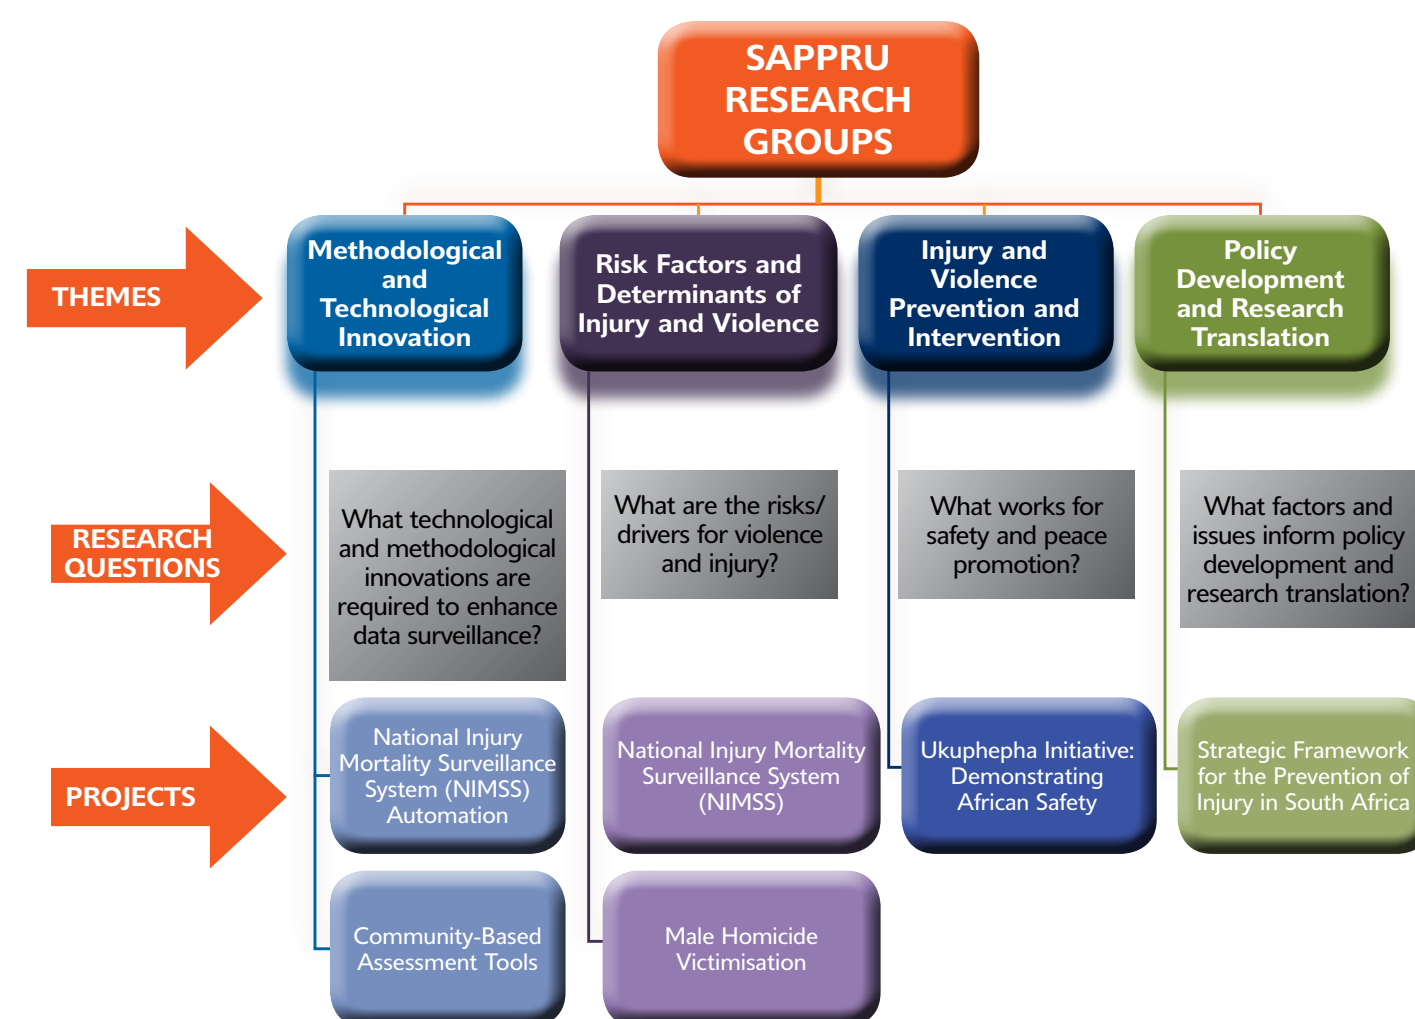 SAPPRU
RESEARCH
GROUPS
THEMES
Methodological
and
Technological
Innovation
Risk Factors and
Determinants of
Injury and Violence
Injury and
Violence
Prevention and
Intervention
Policy
Development
and Research
Translation
RESEARCH
QUESTIONS
What technological
and methodological
innovations are
required to enhance
data surveillance?
What are the risks/
drivers for violence
and injury?
What works for
safety and peace
promotion?
What factors and
issues inform policy
development and
research translation?
PROJECTS
National Injury
Mortality Surveillance
System (NIMSS)
Automation
National Injury Mortality
Surveillance System
(NIMSS)
Ukuphepha Initiative:
Demonstrating
African Safety
Strategic Framework
for the Prevention of
Injury in South Africa
Community-Based
Assessment Tools
Male Homicide
Victimisation